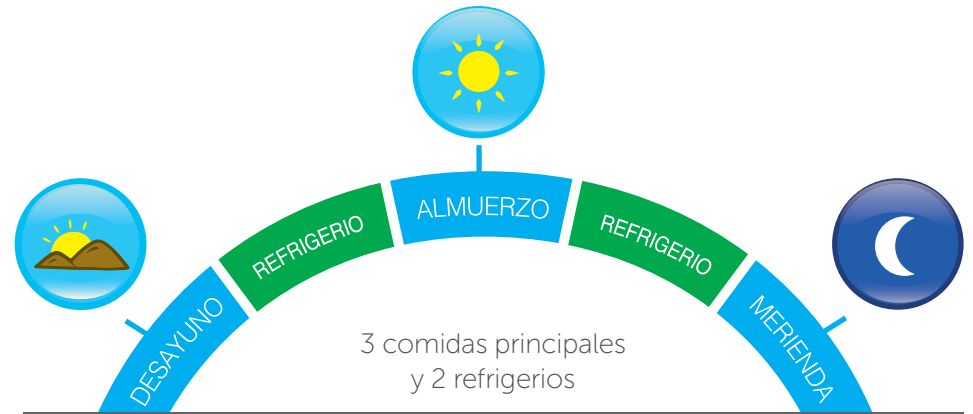 DESAYUNO
REFRIGERIO
ALMUERZO
REFRIGERIO
MERIENDA
3 comidas principales
y 2 refrigerios